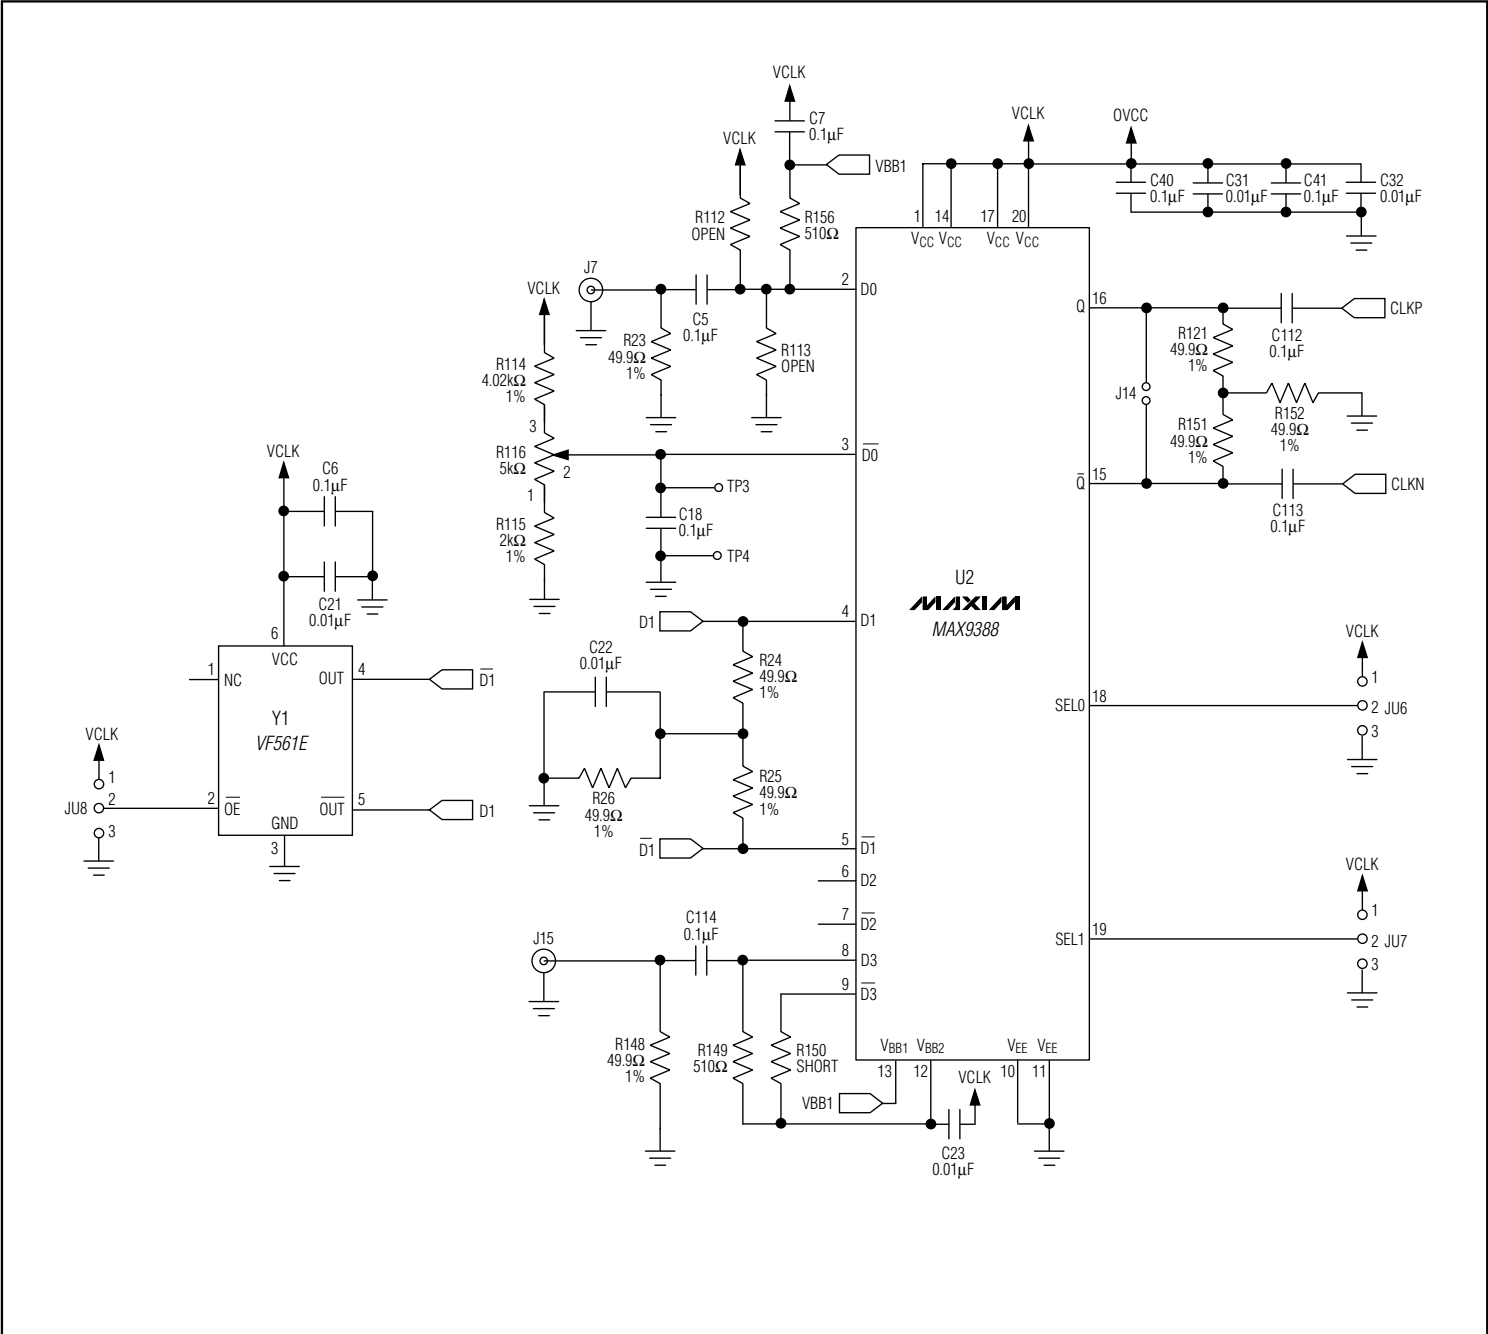 VCLK
C7
0.1µF
VBB1
VCLK
R112
OPEN
R156
510Ω
VCLK
OVCC
C40
0.1µF
C31
0.01µF
C41
0.1µF
C32
0.01µF
1
14
17
20
VCC
VCC
VCC
VCC
J7
C5
0.1µF
R23
49.9Ω
1%
R113
OPEN
2
D0
VCLK
R114
4.02kΩ
1%
3
R116
5kΩ
2
1
R115
2kΩ
1%
3
D0
TP3
C18
0.1µF
TP4
Q
16
R121
49.9Ω
1%
C112
0.1µF
CLKP
J14
R151
49.9Ω
1%
R152
49.9Ω
1%
Q
15
C113
0.1µF
CLKN
VCLK
C6
0.1µF
C21
0.01µF
6
VCC
1
NC
OUT
4
D1
Y1
VF561E
VCLK
1
JU8
2
3
2
OE
OUT
5
D1
GND
3
U2
MAXIM
MAX9388
D1
4
D1
C22
0.01µF
R24
49.9Ω
1%
R26
49.9Ω
1%
R25
49.9Ω
1%
D1
5
D1
6
D2
7
D2
VCLK
1
SEL0
18
2
JU6
3
VCLK
1
SEL1
19
2
JU7
3
J15
C114
0.1µF
8
D3
9
D3
R148
49.9Ω
1%
R149
510Ω
R150
SHORT
VBB1
VBB2
VEE
VEE
13
12
10
11
VBB1
VCLK
C23
0.01µF